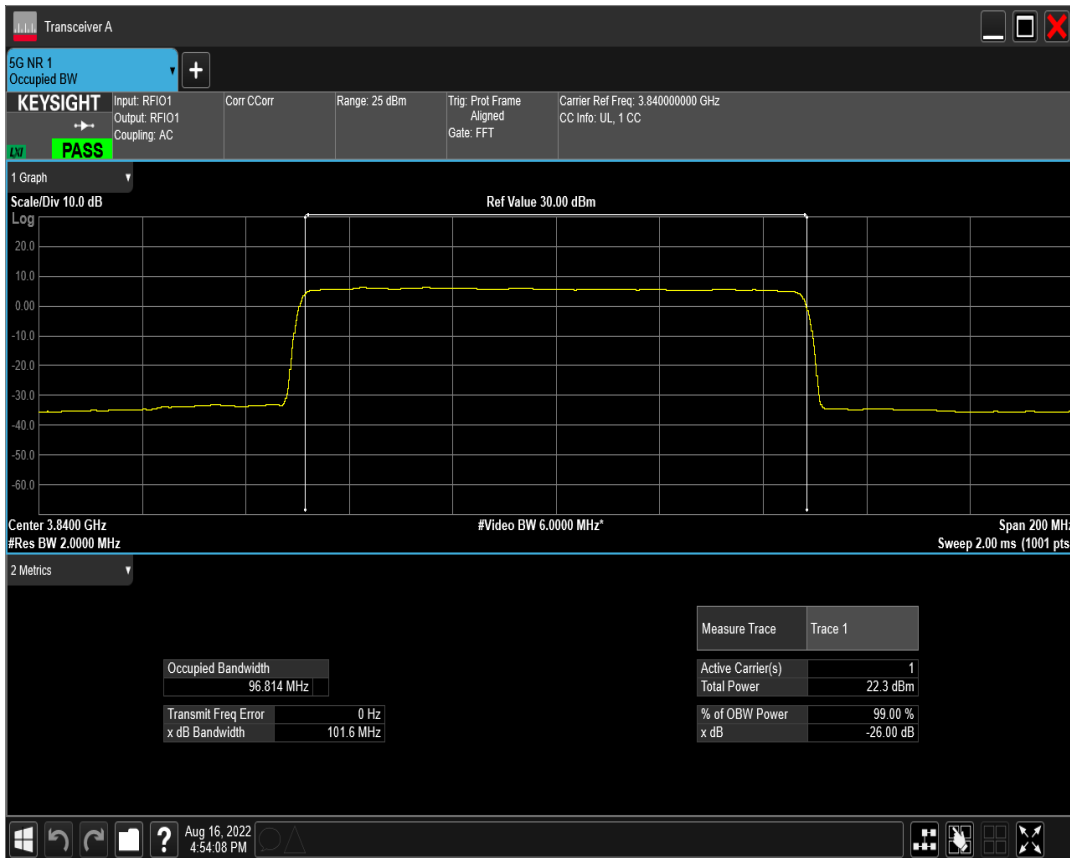 Transceiver A
5G NR 1
Occupied BW
+
KEYSIGHT
LXI
PASS
Input: RFIO1
Output: RFIO1
Coupling: AC
Corr CCorr
Range: 25 dBm
Trig: Prot Frame
Aligned
Gate: FFT
Carrier Ref Freq: 3.840000000 GHz
CC Info: UL, 1 CC
1 Graph
Scale/Div 10.0 dB
Ref Value 30.00 dBm
Log
20.0
10.0
0.00
-10.0
-20.0
-30.0
-40.0
-50.0
-60.0
Center 3.8400 GHz
#Video BW 6.0000 MHz*
Span 200 MHz
#Res BW 2.0000 MHz
Sweep 2.00 ms (1001 pts
2 Metrics
Measure Trace Trace 1
Occupied Bandwidth
96.814 MHz
Active Carrier(s) 1
Total Power 22.3 dBm
Transmit Freq Error 0 Hz
x dB Bandwidth 101.6 MHz
% of OBW Power 99.00 %
x dB -26.00 dB
?
Aug 16, 2022
4:54:08 PM